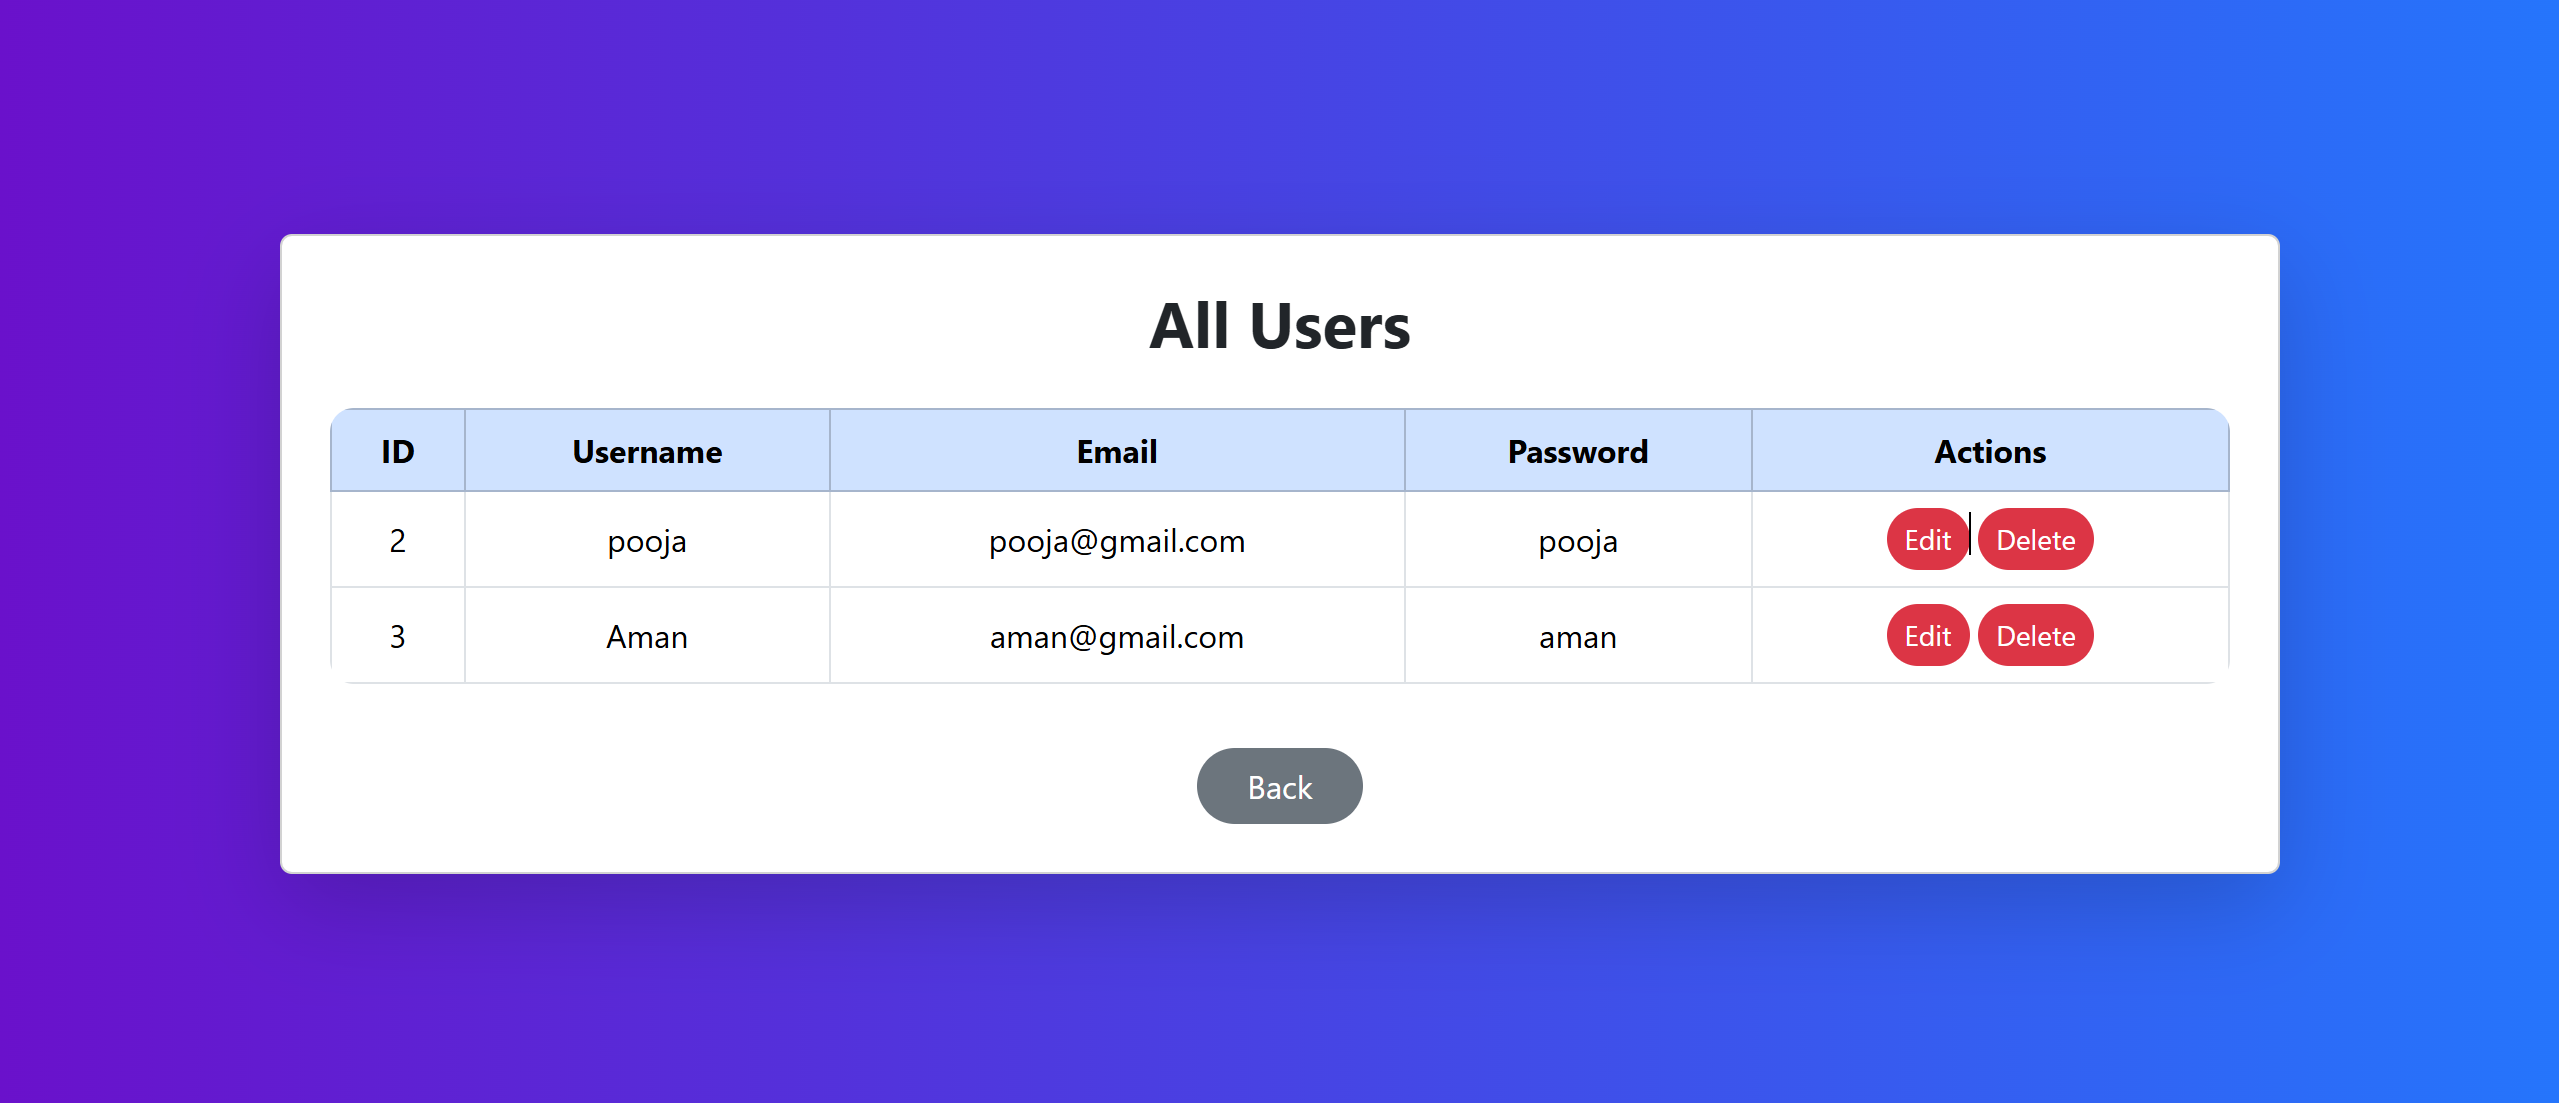 All Users
ID Username Email Password Actions
2 pooja pooja@gmail.com pooja Edit Delete
3 Aman aman@gmail.com aman Edit Delete
Back